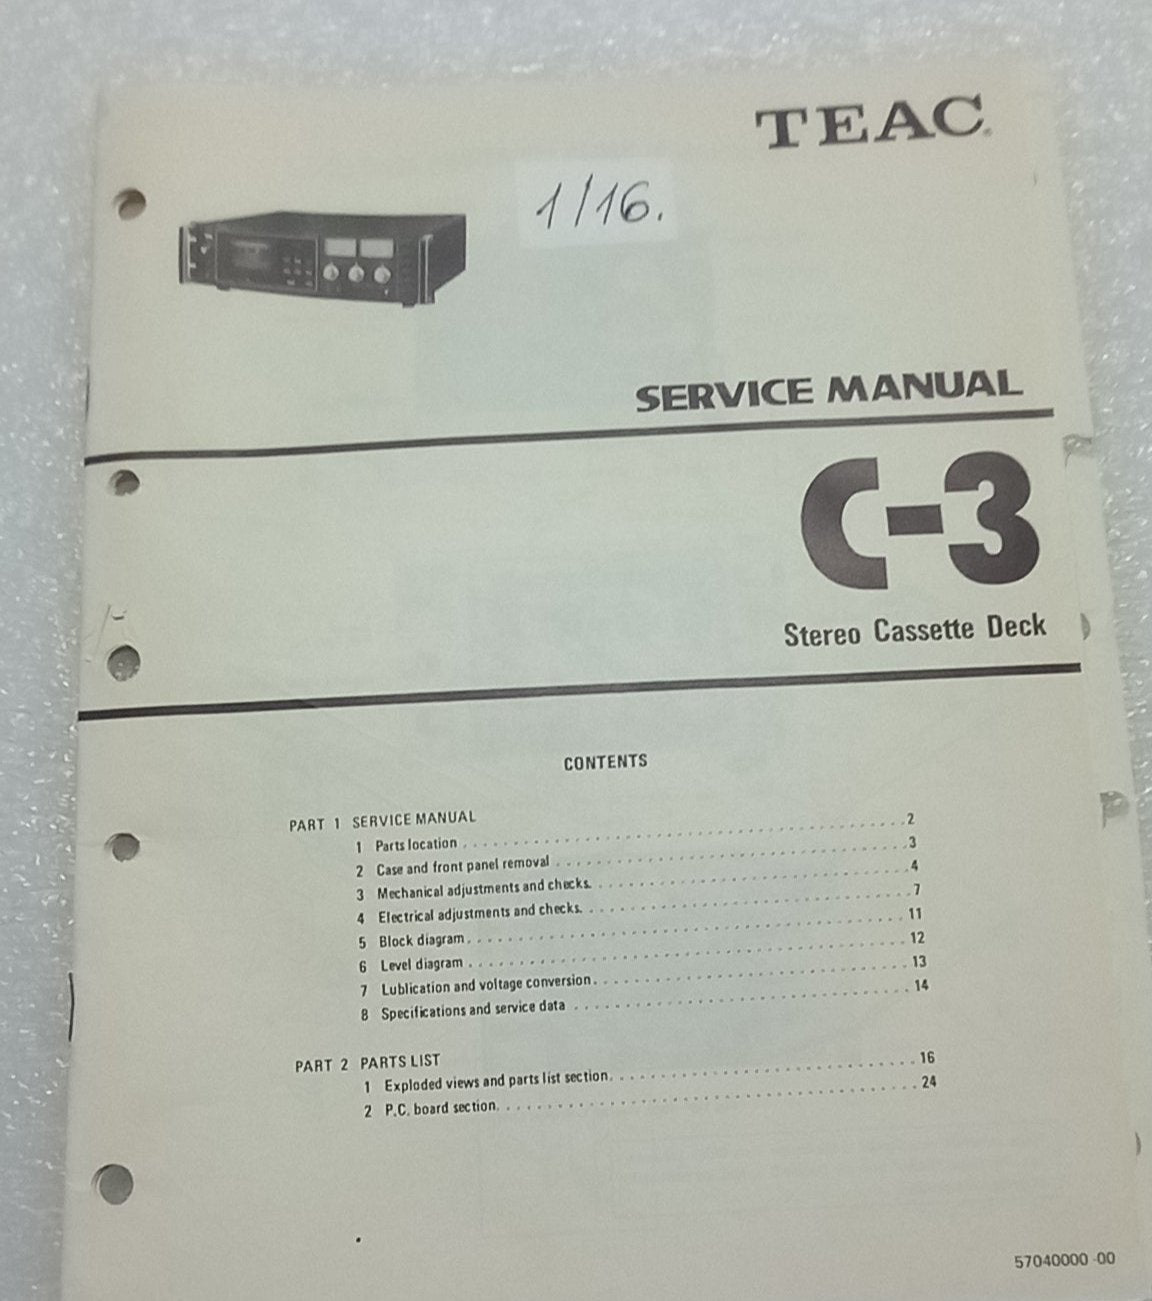 TEAC
1/16.
SERVICE MANUAL
C-3
Stereo Cassette Deck
CONTENTS
PART 1 SERVICE MANUAL
1 Parts location . . . . . . . . . . . . . . . . . . . . . . . . . . . . . . . . . . 2
2 Case and front panel removal . . . . . . . . . . . . . . . . . . . . . . . . . . . 3
3 Mechanical adjustments and checks. . . . . . . . . . . . . . . . . . . . . . . . . 4
4 Electrical adjustments and checks. . . . . . . . . . . . . . . . . . . . . . . . . . 7
5 Block diagram. . . . . . . . . . . . . . . . . . . . . . . . . . . . . . . . . . 11
6 Level diagram . . . . . . . . . . . . . . . . . . . . . . . . . . . . . . . . . . 12
7 Lublication and voltage conversion. . . . . . . . . . . . . . . . . . . . . . . . . 13
8 Specifications and service data . . . . . . . . . . . . . . . . . . . . . . . . . . 14
PART 2 PARTS LIST
1 Exploded views and parts list section. . . . . . . . . . . . . . . . . . . . . . . . 16
2 P.C. board section. . . . . . . . . . . . . . . . . . . . . . . . . . . . . . . . . 24
57040000-00